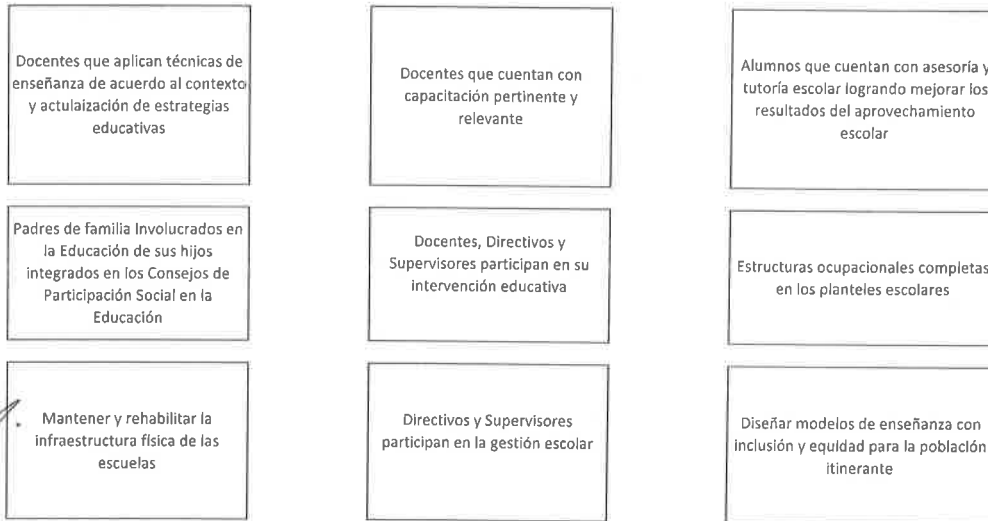 Docentes que aplican técnicas de
enseñanza de acuerdo al contexto
y actulaización de estrategias
educativas
Docentes que cuentan con
capacitación pertinente y
relevante
Alumnos que cuentan con asesoría y
tutoría escolar logrando mejorar los
resultados del aprovechamiento
escolar
Padres de familia Involucrados en
la Educación de sus hijos
integrados en los Consejos de
Participación Social en la
Educación
Docentes, Directivos y
Supervisores participan en su
intervención educativa
Estructuras ocupacionales completas
en los planteles escolares
Mantener y rehabilitar la
infraestructura física de las
escuelas
Directivos y Supervisores
participan en la gestión escolar
Diseñar modelos de enseñanza con
inclusión y equidad para la población
itinerante